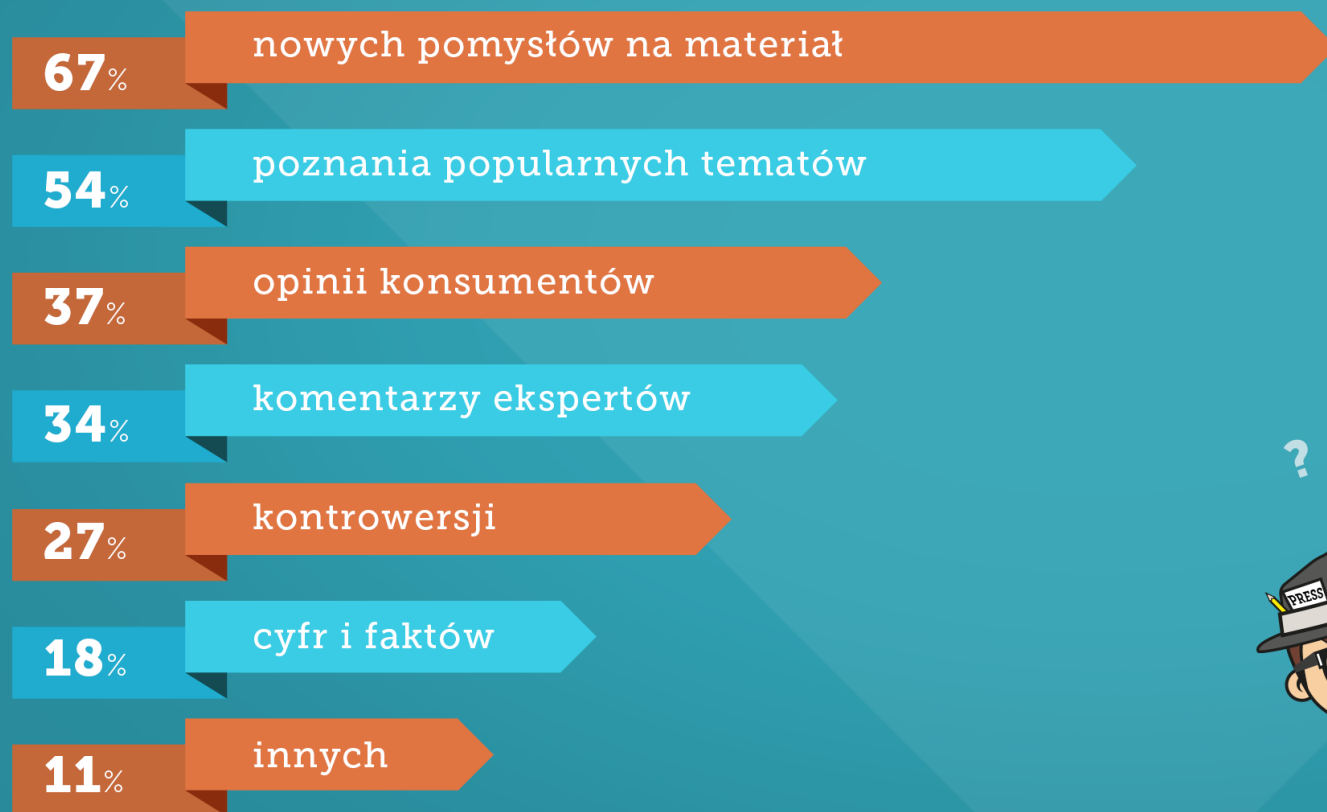 67% nowych pomysłów na materiał
54% poznania popularnych tematów
37% opinii konsumentów
34% komentarzy ekspertów
27% kontrowersji
18% cyfr i faktów
11% innych
?
PRESS